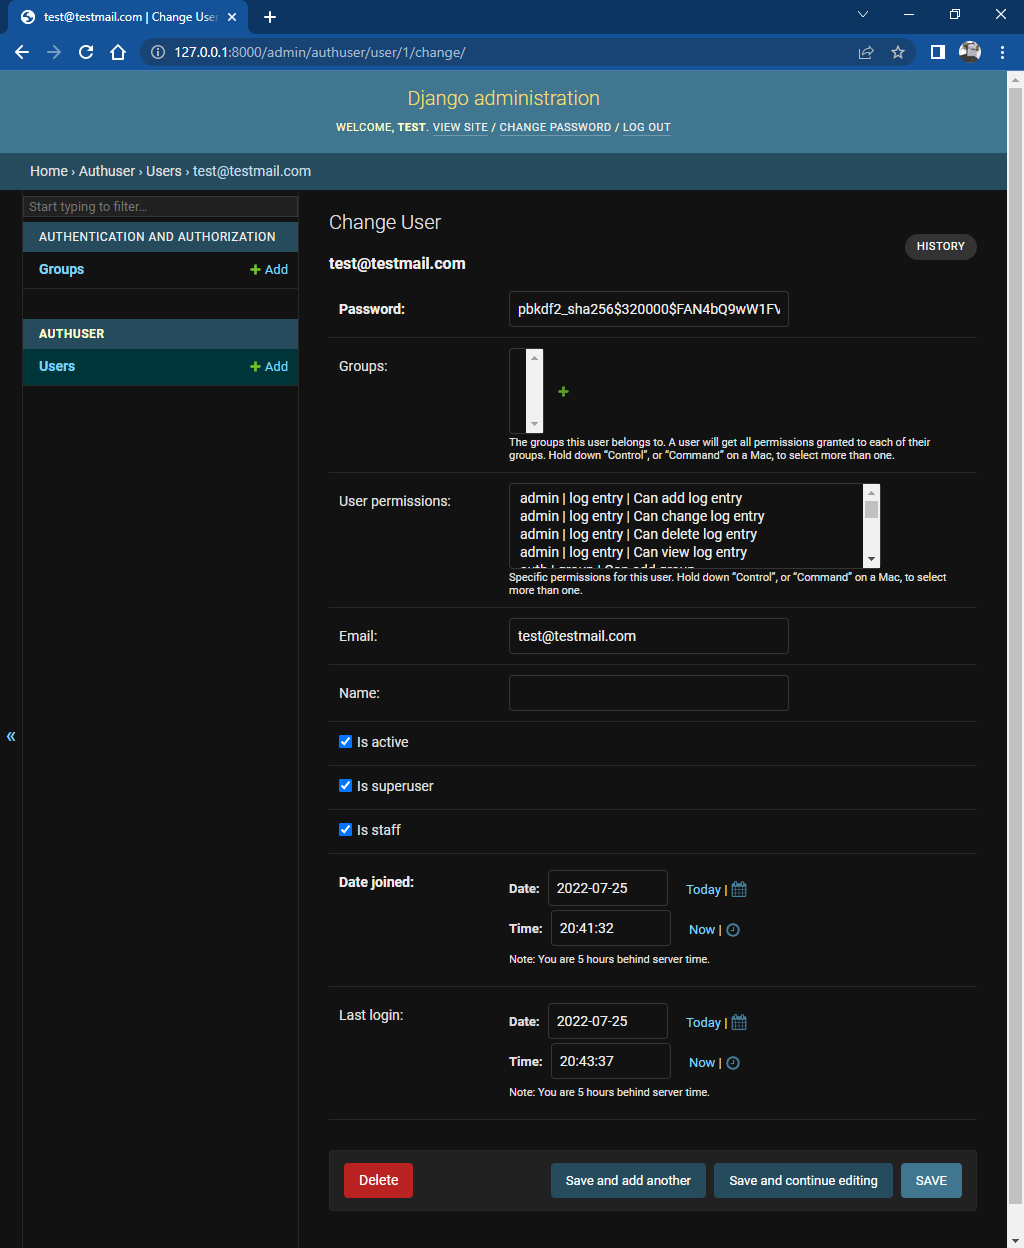 test@testmail.com | Change User
127.0.0.1:8000/admin/authuser/user/1/change/
Django administration
WELCOME, TEST. VIEW SITE / CHANGE PASSWORD / LOG OUT
Home › Authuser › Users › test@testmail.com
Start typing to filter...
AUTHENTICATION AND AUTHORIZATION
Groups
+ Add
AUTHUSER
Users
+ Add
«
Change User
HISTORY
test@testmail.com
Password:
pbkdf2_sha256$320000$FAN4bQ9wW1FV
Groups:
The groups this user belongs to. A user will get all permissions granted to each of their
groups. Hold down “Control”, or “Command” on a Mac, to select more than one.
User permissions:
admin | log entry | Can add log entry
admin | log entry | Can change log entry
admin | log entry | Can delete log entry
admin | log entry | Can view log entry
auth | group | Can add group
Specific permissions for this user. Hold down “Control”, or “Command” on a Mac, to select
more than one.
Email:
test@testmail.com
Name:
Is active
Is superuser
Is staff
Date joined:
Date: 2022-07-25 Today |
Time: 20:41:32 Now |
Note: You are 5 hours behind server time.
Last login:
Date: 2022-07-25 Today |
Time: 20:43:37 Now |
Note: You are 5 hours behind server time.
Delete
Save and add another
Save and continue editing
SAVE